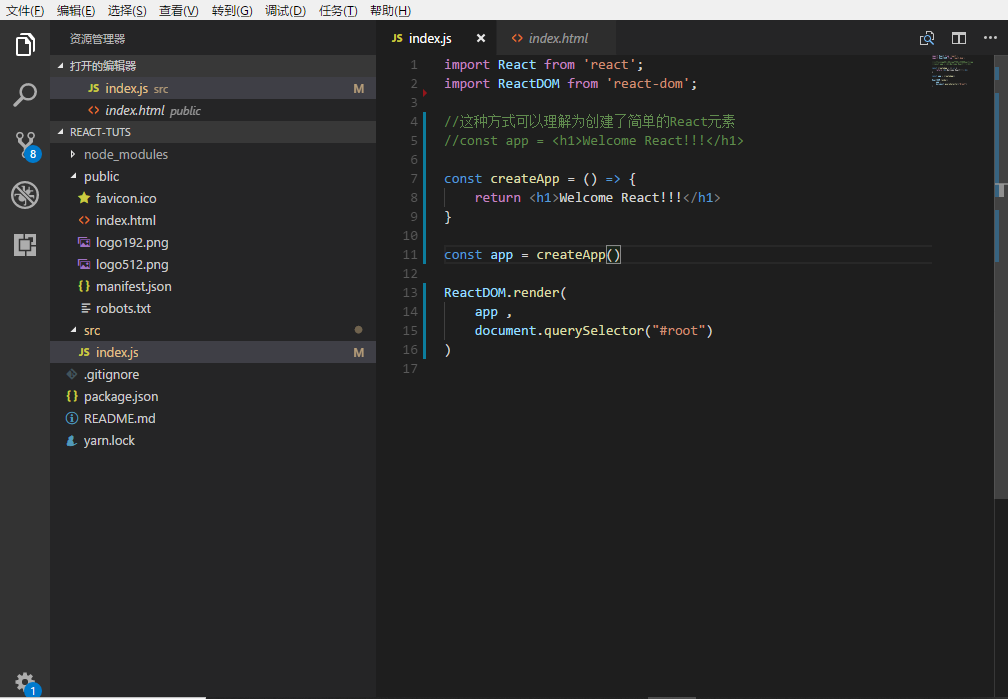 文件(F) 编辑(E) 选择(S) 查看(V) 转到(G) 调试(D) 任务(T) 帮助(H)
资源管理器
打开的编辑器
JS index.js src M
<> index.html public
REACT-TUTS
node_modules
public
favicon.ico
<> index.html
logo192.png
logo512.png
{} manifest.json
robots.txt
src
JS index.js M
.gitignore
{} package.json
README.md
yarn.lock
8
1
JS index.js × <> index.html
1 import React from 'react';
2 import ReactDOM from 'react-dom';
3
4 //这种方式可以理解为创建了简单的React元素
5 //const app = <h1>Welcome React!!!</h1>
6
7 const createApp = () => {
8 return <h1>Welcome React!!!</h1>
9 }
10
11 const app = createApp()
12
13 ReactDOM.render(
14 app ,
15 document.querySelector("#root")
16 )
17